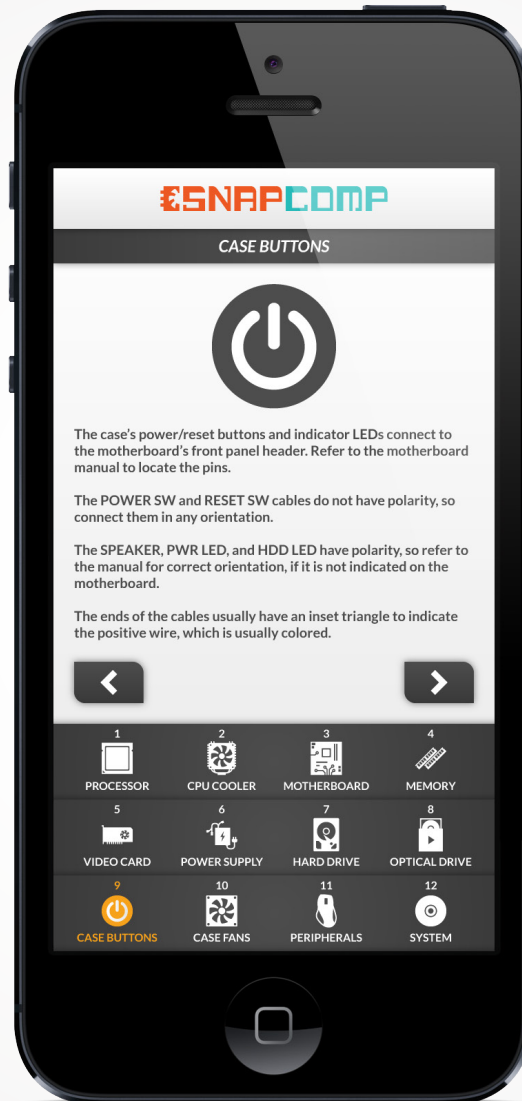 SNAPCOMP
CASE BUTTONS
The case's power/reset buttons and indicator LEDs connect to
the motherboard's front panel header. Refer to the motherboard
manual to locate the pins.
The POWER SW and RESET SW cables do not have polarity, so
connect them in any orientation.
The SPEAKER, PWR LED, and HDD LED have polarity, so refer to
the manual for correct orientation, if it is not indicated on the
motherboard.
The ends of the cables usually have an inset triangle to indicate
the positive wire, which is usually colored.
1 2 3 4
PROCESSOR CPU COOLER MOTHERBOARD MEMORY
5 6 7 8
VIDEO CARD POWER SUPPLY HARD DRIVE OPTICAL DRIVE
9 10 11 12
CASE BUTTONS CASE FANS PERIPHERALS SYSTEM